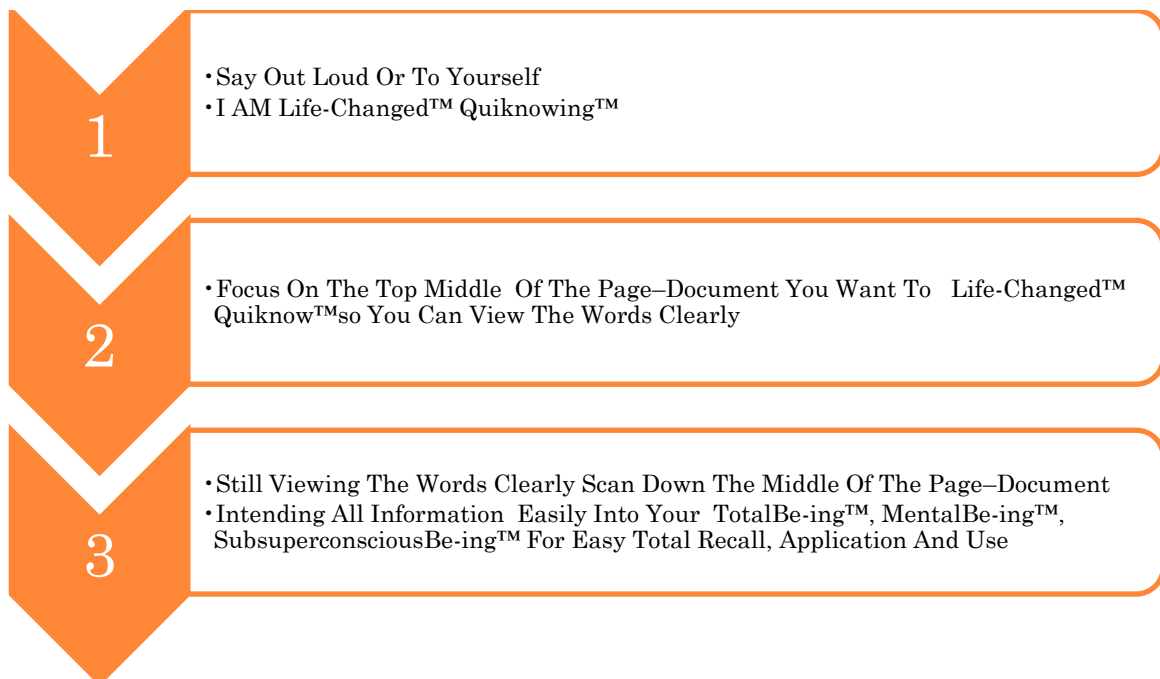 1
•Say Out Loud Or To Yourself
•I AM Life-Changed™ Quiknowing™
2
•Focus On The Top Middle Of The Page–Document You Want To Life-Changed™
Quiknow™so You Can View The Words Clearly
3
•Still Viewing The Words Clearly Scan Down The Middle Of The Page–Document
•Intending All Information Easily Into Your TotalBe-ing™, MentalBe-ing™,
SubsuperconsciousBe-ing™ For Easy Total Recall, Application And Use